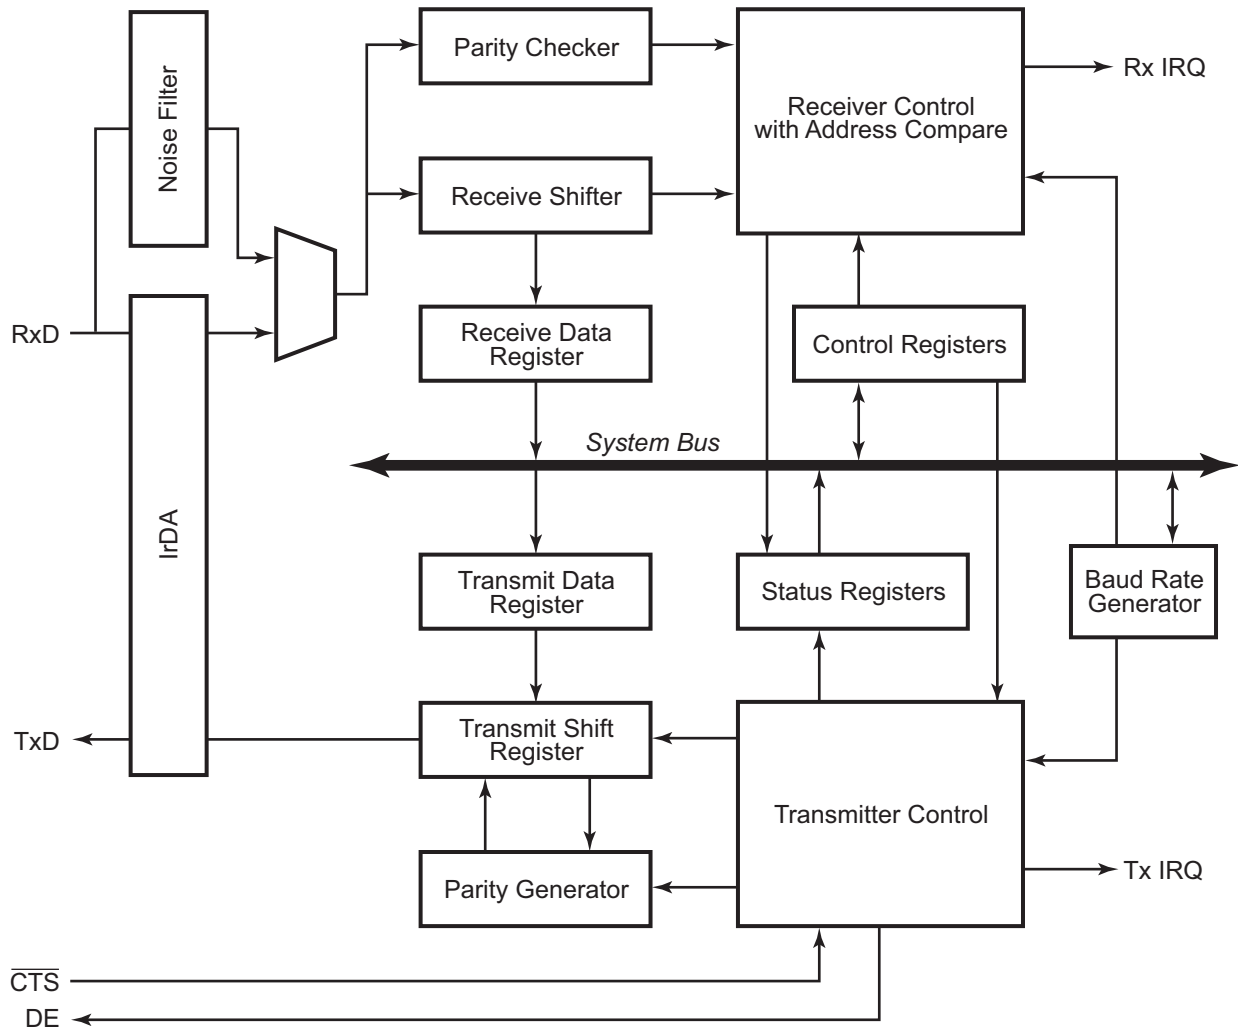 Parity Checker
Noise Filter
Receiver Control
with Address Compare
Rx IRQ
Receive Shifter
RxD
Receive Data
Register
Control Registers
System Bus
IrDA
Transmit Data
Register
Status Registers
Baud Rate
Generator
TxD
Transmit Shift
Register
Transmitter Control
Parity Generator
Tx IRQ
C̅T̅S̅
DE